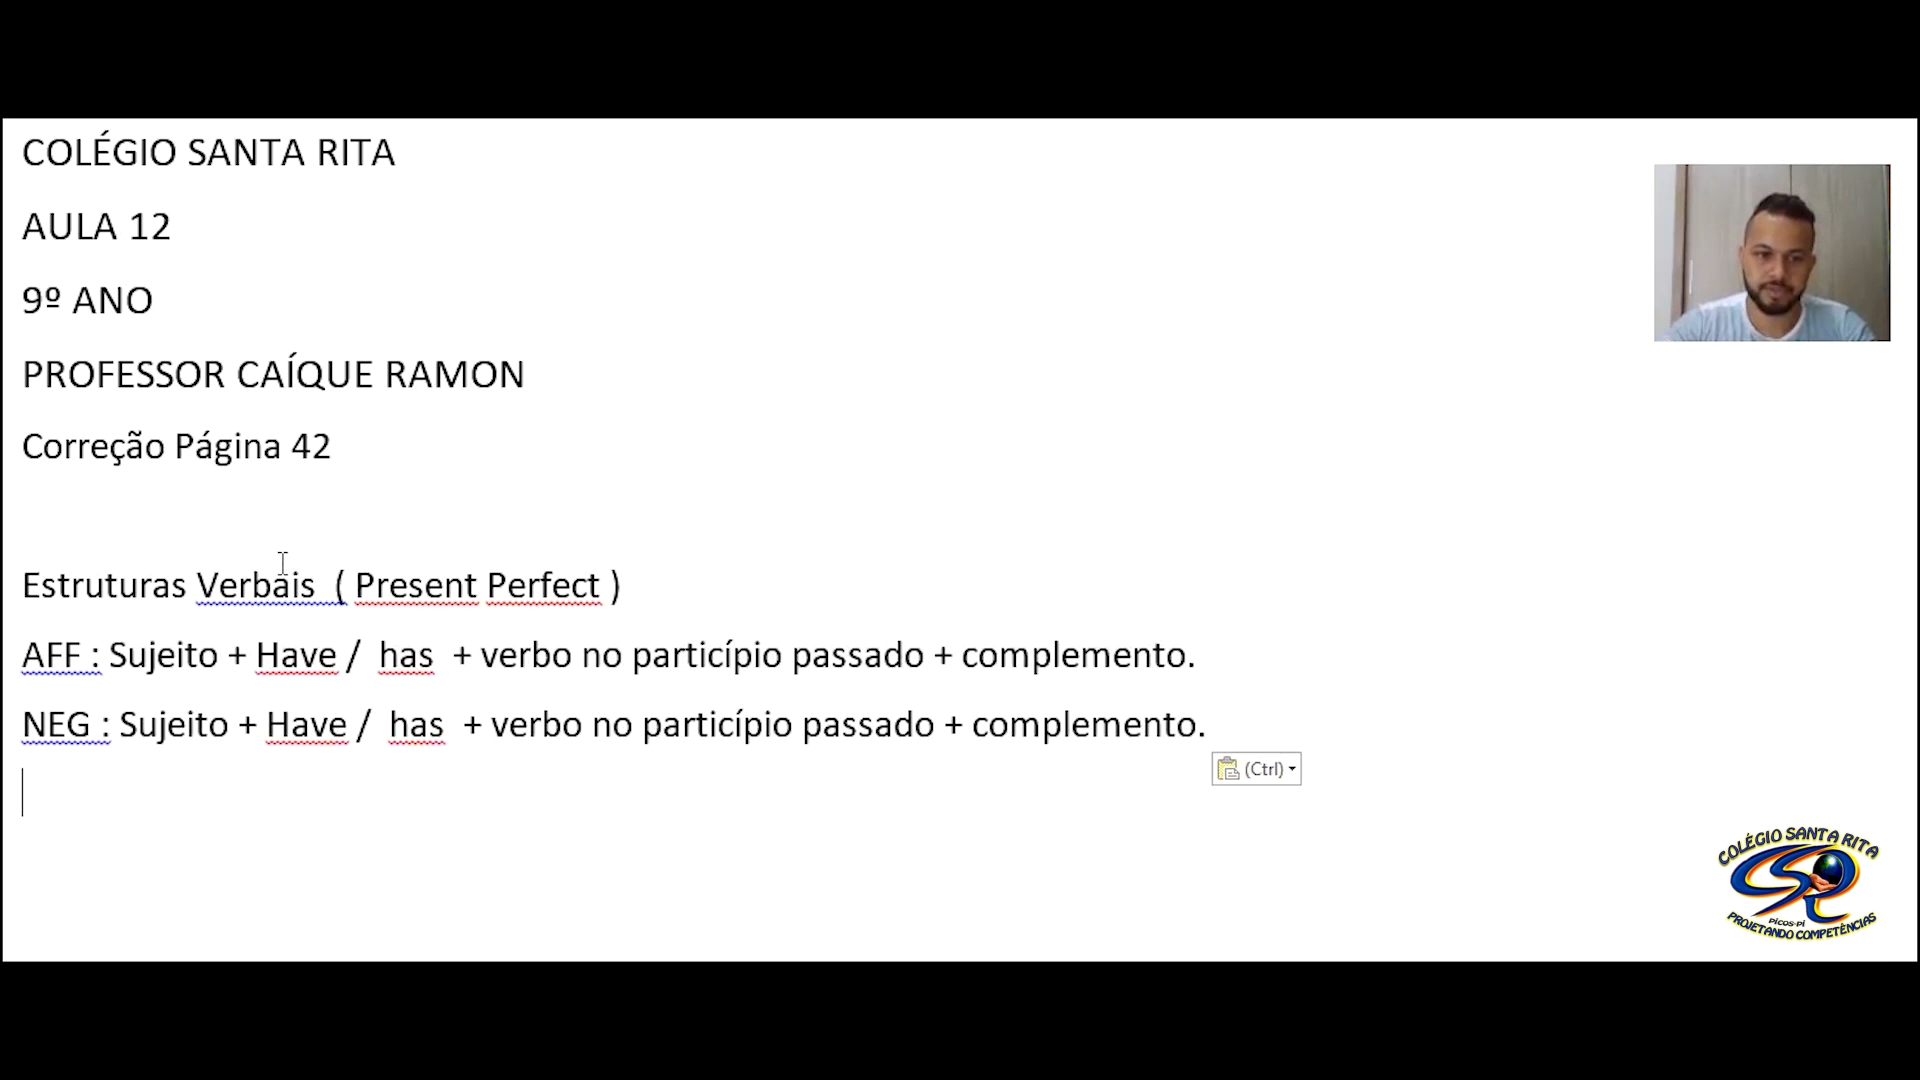 COLÉGIO SANTA RITA
AULA 12
9º ANO
PROFESSOR CAÍQUE RAMON
Correção Página 42
Estruturas Verbais  ( Present Perfect )
AFF : Sujeito + Have /  has  + verbo no particípio passado + complemento.
NEG : Sujeito + Have /  has  + verbo no particípio passado + complemento.
(Ctrl)
COLÉGIO SANTA RITA
PICOS-PI
PROJETANDO COMPETÊNCIAS